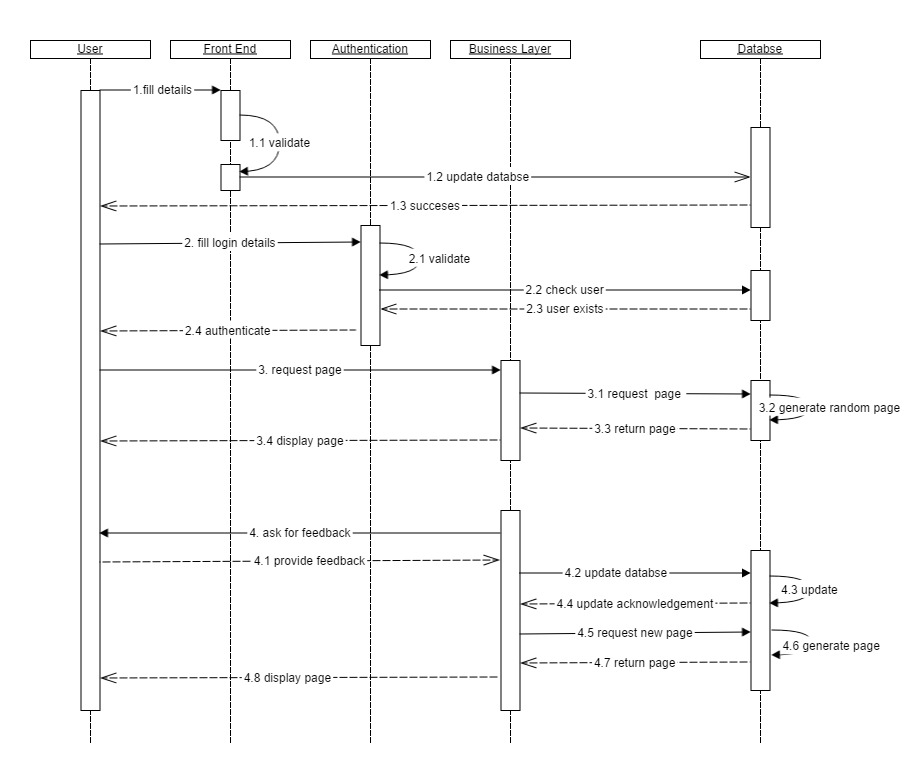 User
Front End
Authentication
Business Layer
Databse
1.fill details
1.1 validate
1.2 update databse
1.3 succeses
2. fill login details
2.1 validate
2.2 check user
2.3 user exists
2.4 authenticate
3. request page
3.1 request page
3.2 generate random page
3.3 return page
3.4 display page
4. ask for feedback
4.1 provide feedback
4.2 update databse
4.3 update
4.4 update acknowledgement
4.5 request new page
4.6 generate page
4.7 return page
4.8 display page